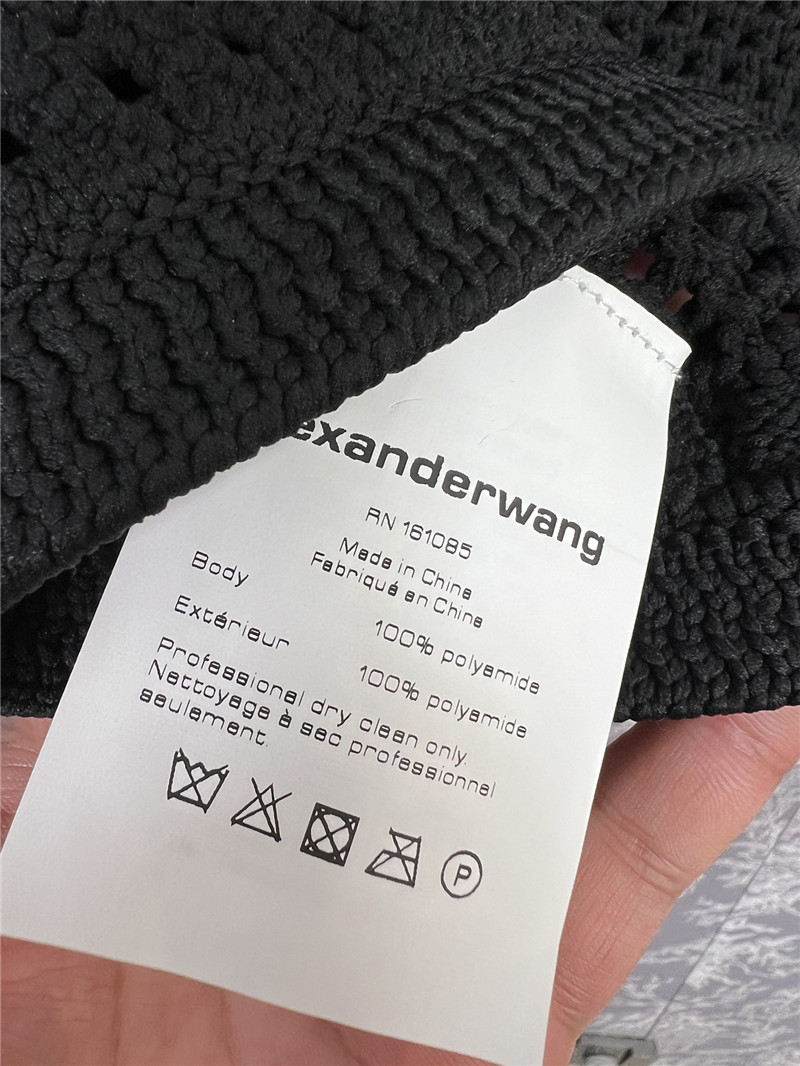 exanderwang
RN 161085
Made in China
Fabriqué en Chine
Body 100% polyamide
Extérieur 100% polyamide
Professional dry clean only.
Nettoyage à sec professionnel
seulement.
P